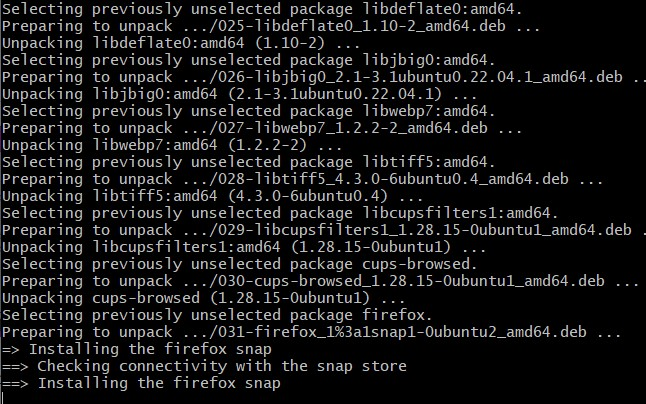 Selecting previously unselected package libdeflate0:amd64.
Preparing to unpack .../025-libdeflate0_1.10-2_amd64.deb ...
Unpacking libdeflate0:amd64 (1.10-2) ...
Selecting previously unselected package libjbig0:amd64.
Preparing to unpack .../026-libjbig0_2.1-3.1ubuntu0.22.04.1_amd64.deb ..
Unpacking libjbig0:amd64 (2.1-3.1ubuntu0.22.04.1) ...
Selecting previously unselected package libwebp7:amd64.
Preparing to unpack .../027-libwebp7_1.2.2-2_amd64.deb ...
Unpacking libwebp7:amd64 (1.2.2-2) ...
Selecting previously unselected package libtiff5:amd64.
Preparing to unpack .../028-libtiff5_4.3.0-6ubuntu0.4_amd64.deb ...
Unpacking libtiff5:amd64 (4.3.0-6ubuntu0.4) ...
Selecting previously unselected package libcupsfilters1:amd64.
Preparing to unpack .../029-libcupsfilters1_1.28.15-0ubuntu1_amd64.deb .
Unpacking libcupsfilters1:amd64 (1.28.15-0ubuntu1) ...
Selecting previously unselected package cups-browsed.
Preparing to unpack .../030-cups-browsed_1.28.15-0ubuntu1_amd64.deb ...
Unpacking cups-browsed (1.28.15-0ubuntu1) ...
Selecting previously unselected package firefox.
Preparing to unpack .../031-firefox_1%3a1snap1-0ubuntu2_amd64.deb ...
=> Installing the firefox snap
==> Checking connectivity with the snap store
==> Installing the firefox snap